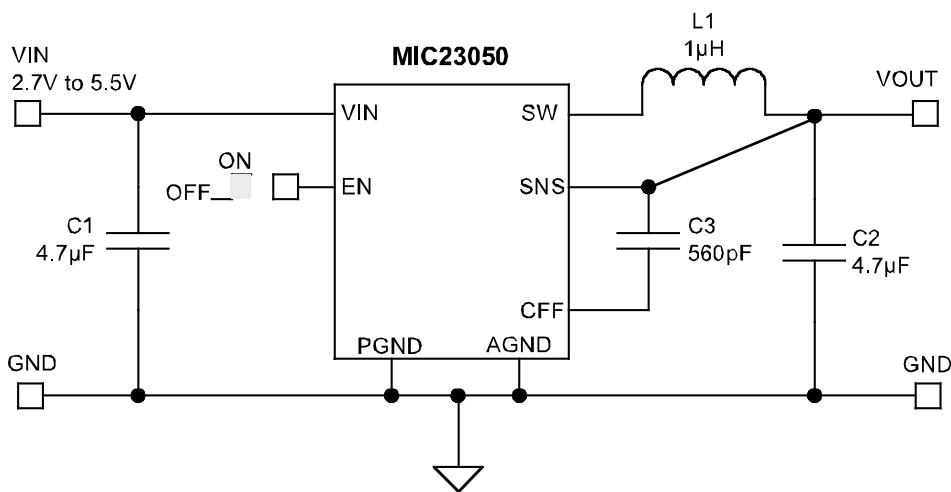 L1
1µH
MIC23050
VIN
2.7V to 5.5V
VOUT
VIN
SW
ON
OFF
EN
SNS
C1
4.7µF
C3
560pF
C2
4.7µF
CFF
PGND
AGND
GND
GND